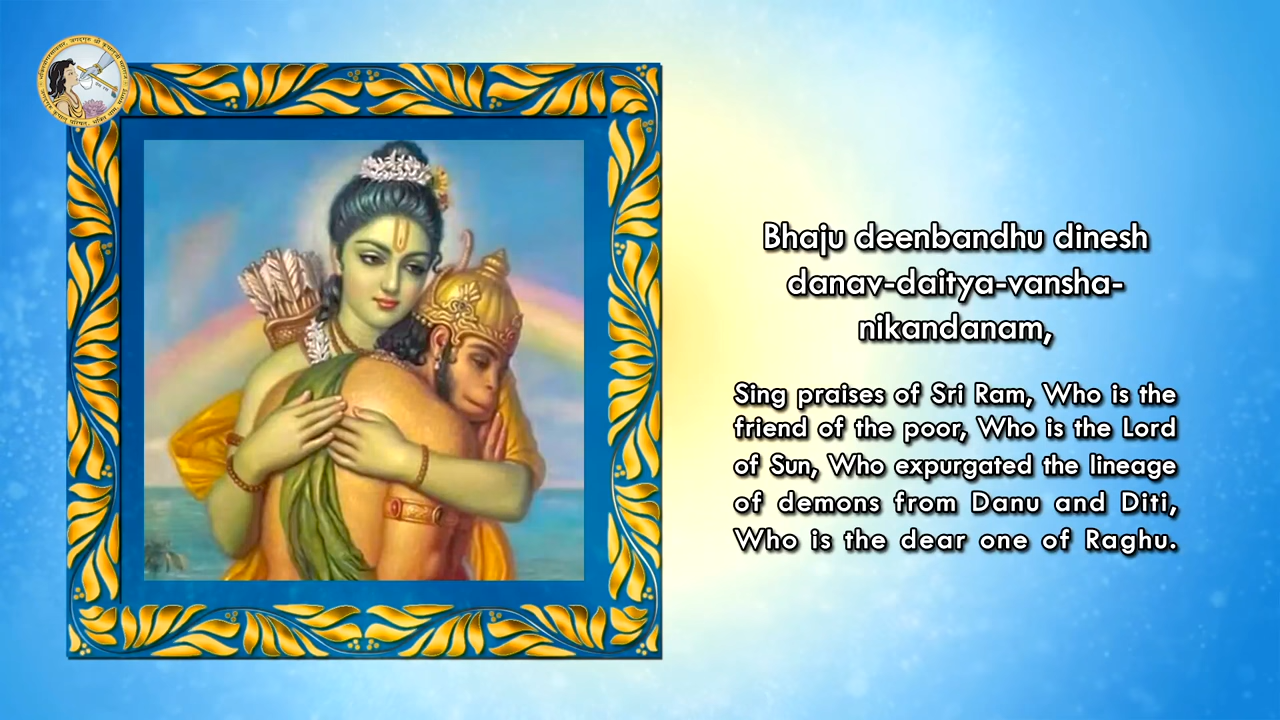 Bhaju deenbandhu dinesh
danav-daitya-vansha-
nikandanam,
Sing praises of Sri Ram, Who is the
friend of the poor, Who is the Lord
of Sun, Who expurgated the lineage
of demons from Danu and Diti,
Who is the dear one of Raghu.